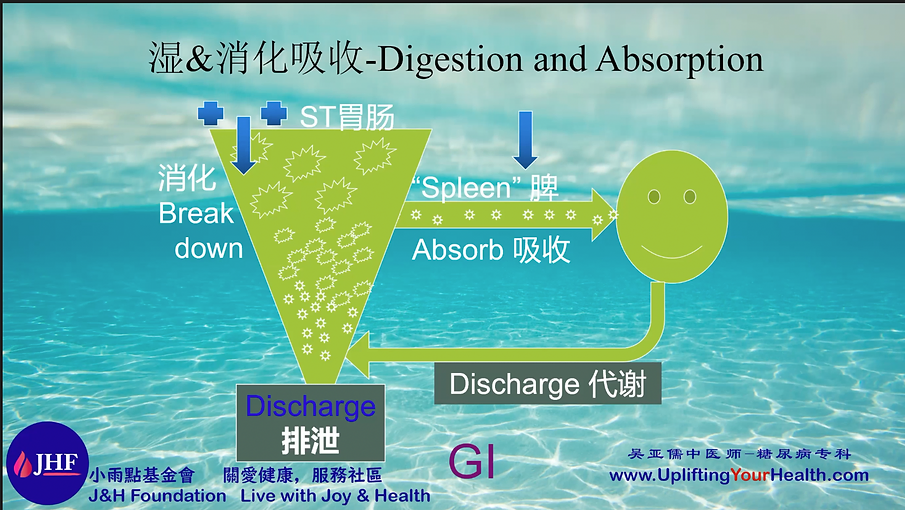 湿&消化吸收-Digestion and Absorption
ST胃肠
消化
Break
down
“Spleen” 脾
Absorb 吸收
Discharge 代谢
Discharge
排泄
GI
JHF
小雨點基金會 關愛健康，服務社區
J&H Foundation Live with Joy & Health
吴亚儒中医师-糖尿病专科
www.UpliftingYourHealth.com